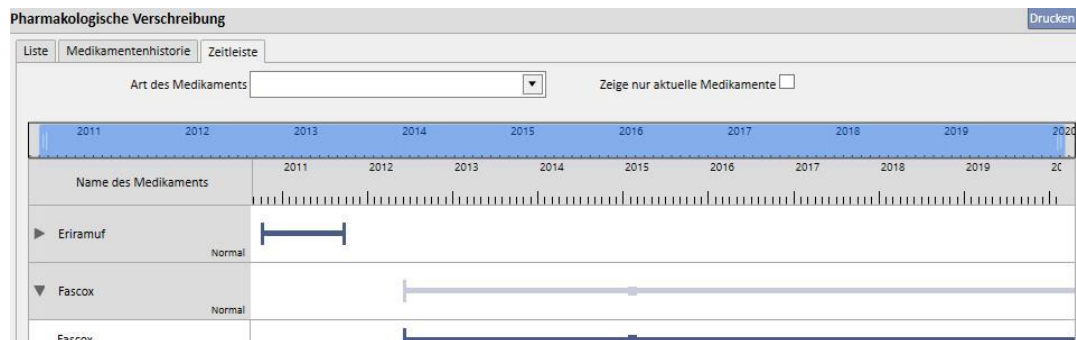 Pharmakologische Verschreibung Drucken
Liste Medikamentenhistorie Zeitleiste
Art des Medikaments Zeige nur aktuelle Medikamente
2011 2012 2013 2014 2015 2016 2017 2018 2019 2020
Name des Medikaments 2011 2012 2013 2014 2015 2016 2017 2018 2019 20
Eriramuf
Normal
Fascox
Normal
Fascox